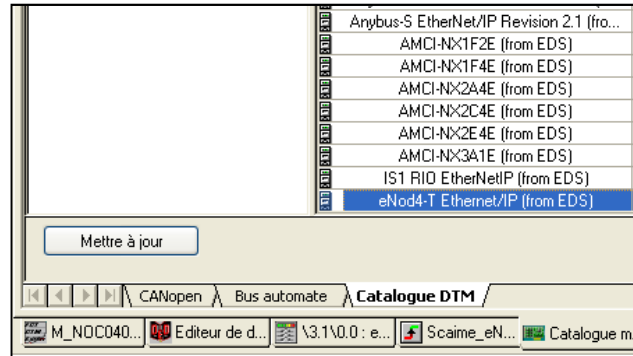 Anybus-S EtherNet/IP Revision 2.1 (fro...
AMCI-NX1F2E (from EDS)
AMCI-NX1F4E (from EDS)
AMCI-NX2A4E (from EDS)
AMCI-NX2C4E (from EDS)
AMCI-NX2E4E (from EDS)
AMCI-NX3A1E (from EDS)
IS1 RIO EtherNetIP (from EDS)
eNod4-T Ethernet/IP (from EDS)
Mettre à jour
CANopen Bus automate Catalogue DTM
M_NOC040... Editeur de d... \3.1\0.0 : e... Scaime_eN... Catalogue m